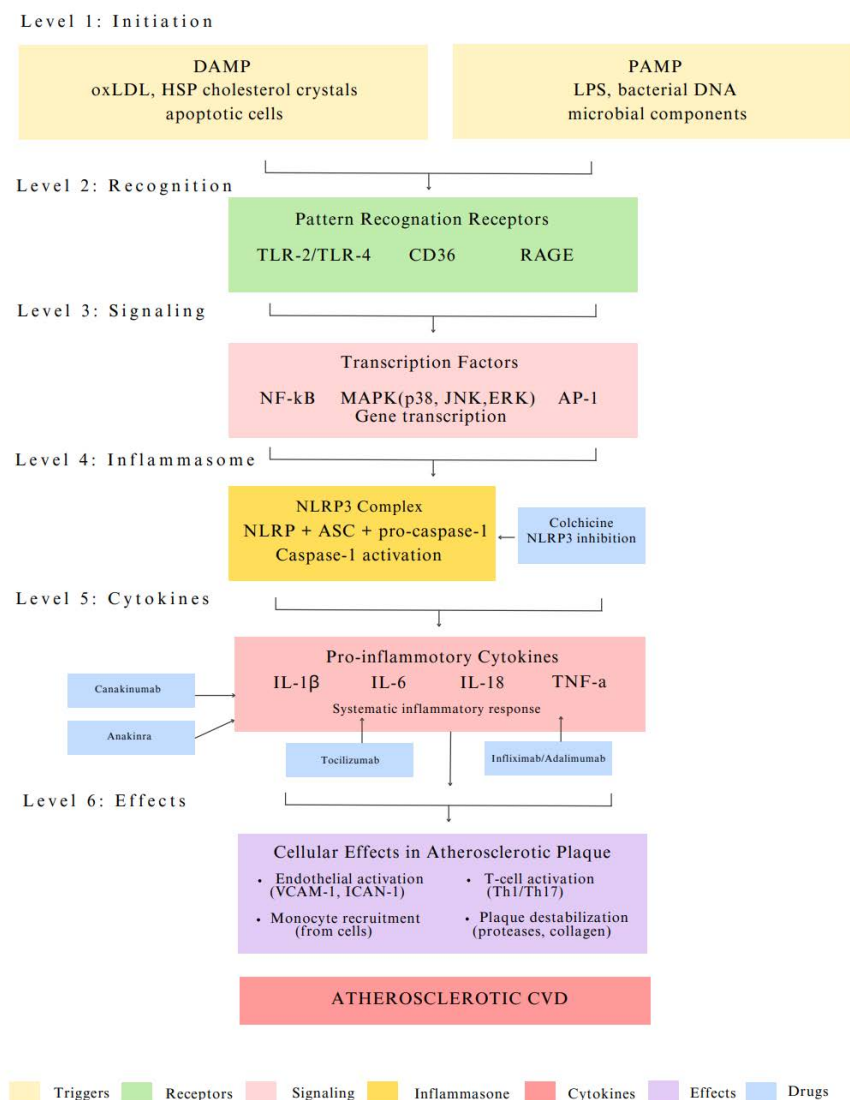 Level 1: Initiation
DAMP
oxLDL, HSP cholesterol crystals
apoptotic cells
PAMP
LPS, bacterial DNA
microbial components
Level 2: Recognition
Pattern Recognation Receptors
TLR-2/TLR-4 CD36 RAGE
Level 3: Signaling
Transcription Factors
NF-kB MAPK(p38, JNK,ERK) AP-1
Gene transcription
Level 4: Inflammasome
NLRP3 Complex
NLRP + ASC + pro-caspase-1
Caspase-1 activation
Colchicine
NLRP3 inhibition
Level 5: Cytokines
Pro-inflammotory Cytokines
IL-1β IL-6 IL-18 TNF-a
Systematic inflammatory response
Canakinumab
Anakinra
Tocilizumab
Infliximab/Adalimumab
Level 6: Effects
Cellular Effects in Atherosclerotic Plaque
• Endothelial activation
(VCAM-1, ICAN-1)
• Monocyte recruitment
(from cells)
• T-cell activation
(Th1/Th17)
• Plaque destabilization
(proteases, collagen)
ATHEROSCLEROTIC CVD
Triggers Receptors Signaling Inflammasone Cytokines Effects Drugs